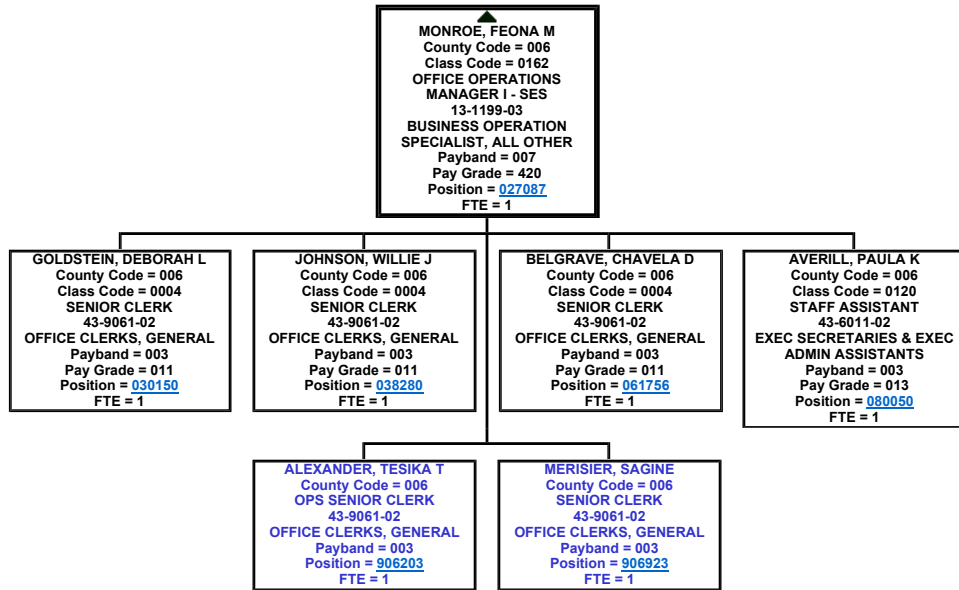 MONROE, FEONA M
County Code = 006
Class Code = 0162
OFFICE OPERATIONS
MANAGER I - SES
13-1199-03
BUSINESS OPERATION
SPECIALIST, ALL OTHER
Payband = 007
Pay Grade = 420
Position = 027087
FTE = 1
GOLDSTEIN, DEBORAH L
County Code = 006
Class Code = 0004
SENIOR CLERK
43-9061-02
OFFICE CLERKS, GENERAL
Payband = 003
Pay Grade = 011
Position = 030150
FTE = 1
JOHNSON, WILLIE J
County Code = 006
Class Code = 0004
SENIOR CLERK
43-9061-02
OFFICE CLERKS, GENERAL
Payband = 003
Pay Grade = 011
Position = 038280
FTE = 1
BELGRAVE, CHAVELA D
County Code = 006
Class Code = 0004
SENIOR CLERK
43-9061-02
OFFICE CLERKS, GENERAL
Payband = 003
Pay Grade = 011
Position = 061756
FTE = 1
AVERILL, PAULA K
County Code = 006
Class Code = 0120
STAFF ASSISTANT
43-6011-02
EXEC SECRETARIES & EXEC
ADMIN ASSISTANTS
Payband = 003
Pay Grade = 013
Position = 080050
FTE = 1
ALEXANDER, TESIKA T
County Code = 006
OPS SENIOR CLERK
43-9061-02
OFFICE CLERKS, GENERAL
Payband = 003
Position = 906203
FTE = 1
MERISIER, SAGINE
County Code = 006
SENIOR CLERK
43-9061-02
OFFICE CLERKS, GENERAL
Payband = 003
Position = 906923
FTE = 1